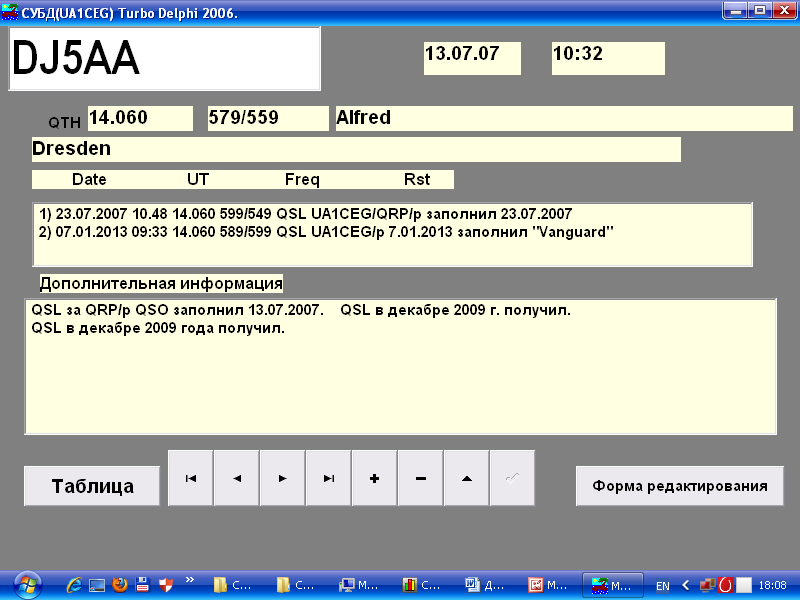 СУБД(UA1CEG) Turbo Delphi 2006.
DJ5AA
13.07.07 10:32
QTH 14.060 579/559 Alfred
Dresden
Date UT Freq Rst
1) 23.07.2007 10.48 14.060 599/549 QSL UA1CEG/QRP/p заполнил 23.07.2007
2) 07.01.2013 09:33 14.060 589/599 QSL UA1CEG/p 7.01.2013 заполнил "Vanguard"
Дополнительная информация
QSL за QRP/p QSO заполнил 13.07.2007. QSL в декабре 2009 г. получил.
QSL в декабре 2009 года получил.
Таблица
Форма редактирования
С... С... М... С... Д... М... М... EN 18:08